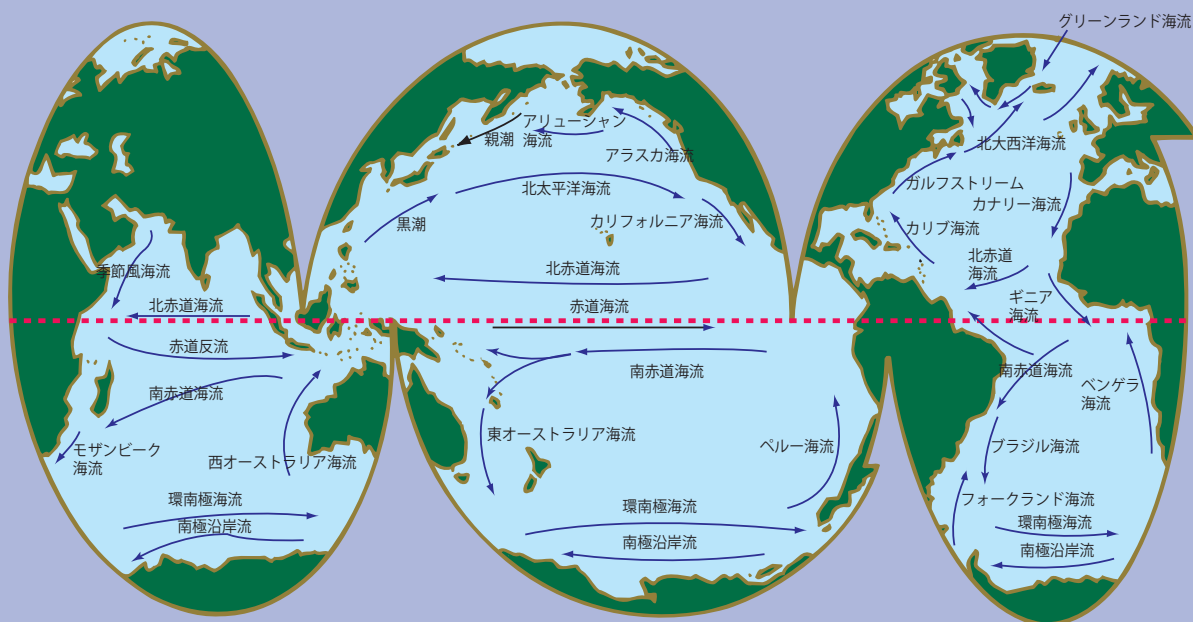 季節風海流
北赤道海流
赤道反流
南赤道海流
モザンビーク
海流
西オーストラリア海流
環南極海流
南極沿岸流
親潮
アリューシャン
海流
アラスカ海流
北太平洋海流
黒潮
カリフォルニア海流
北赤道海流
赤道海流
南赤道海流
東オーストラリア海流
ペルー海流
環南極海流
南極沿岸流
グリーンランド海流
北大西洋海流
ガルフストリーム
カナリー海流
カリブ海流
北赤道
海流
ギニア
海流
南赤道海流
ベンゲラ
海流
ブラジル海流
フォークランド海流
環南極海流
南極沿岸流